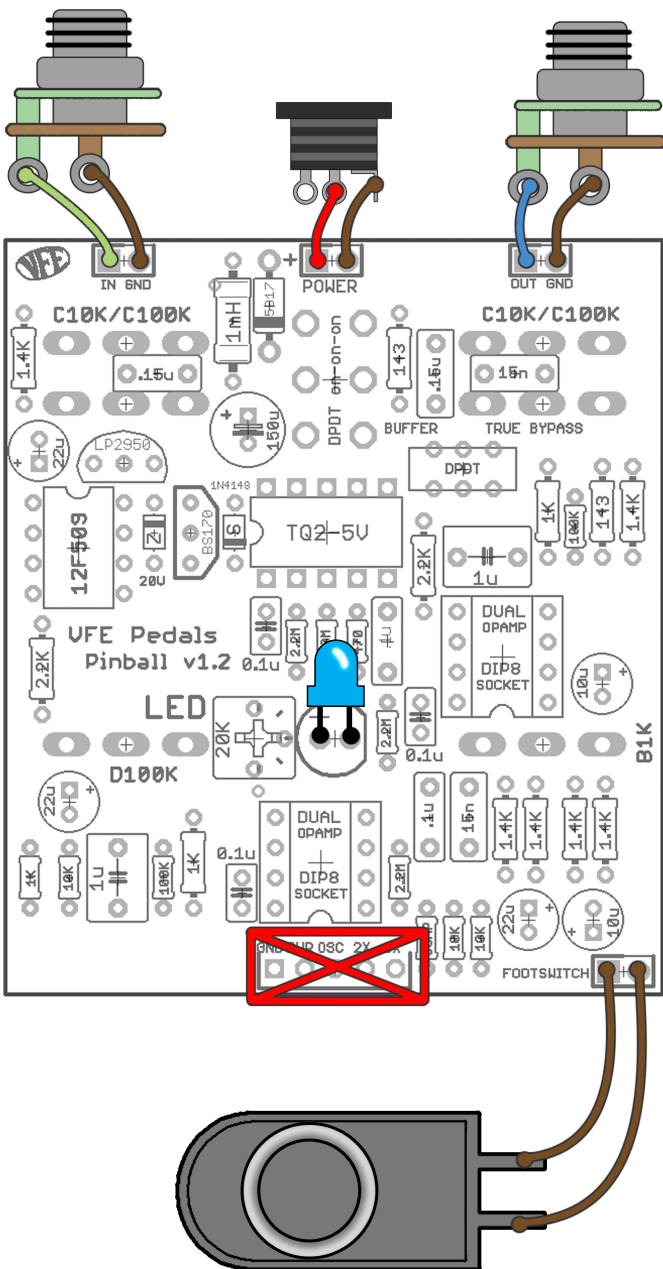 VFE
IN GND
+
POWER
OUT GND
C10K/C100K
1mH
5817
on-on-on
DPDT
C10K/C100K
1.4K
.15u
143
.15u
15n
+
150u
BUFFER
TRUE BYPASS
22u
+
LP2950
DPDT
1N4148
12F509
20V
BS170
TQ2-5V
2.2K
1u
1K
100K
143
1.4K
2.2K
VFE Pedals
Pinball v1.2
0.1u
2.2M
1u
DUAL
OPAMP
DIP8
SOCKET
10u
+
LED
20K
2.2M
0.1u
B1K
D100K
22u
+
1K
10K
1u
100K
1K
0.1u
DUAL
OPAMP
DIP8
SOCKET
2.2M
.1u
15n
1.4K
1.4K
1.4K
1.4K
22u
+
10u
+
10K
10K
GND
OSC 2X
FOOTSWITCH